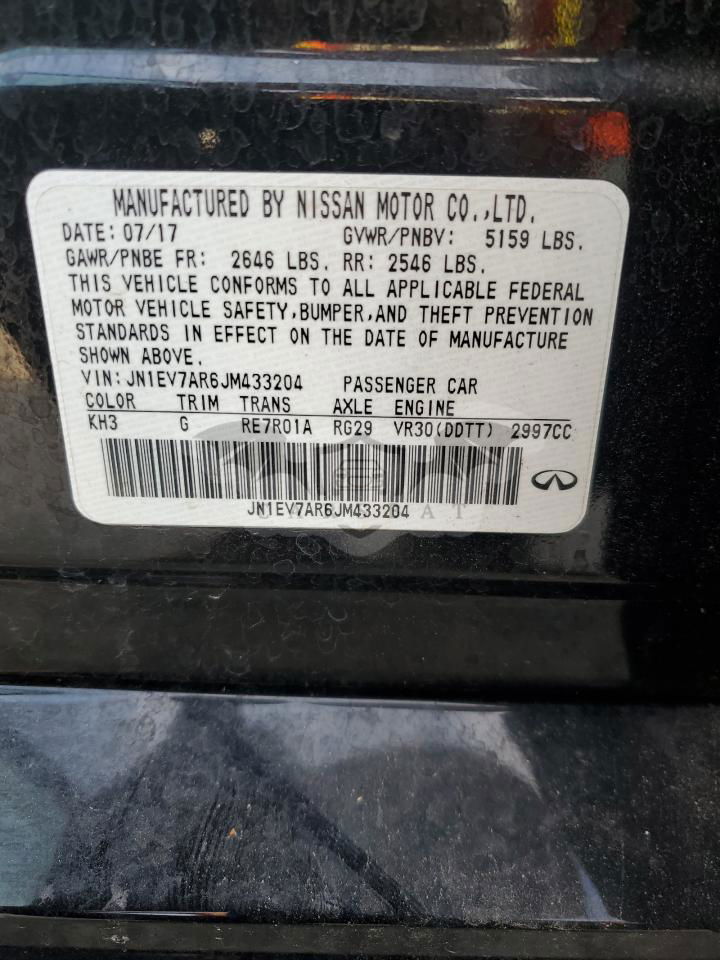 MANUFACTURED BY NISSAN MOTOR CO.,LTD.
DATE: 07/17 GVWR/PNBV: 5159 LBS.
GAWR/PNBE FR: 2646 LBS. RR: 2546 LBS.
THIS VEHICLE CONFORMS TO ALL APPLICABLE FEDERAL
MOTOR VEHICLE SAFETY,BUMPER,AND THEFT PREVENTION
STANDARDS IN EFFECT ON THE DATE OF MANUFACTURE
SHOWN ABOVE.
VIN:JN1EV7AR6JM433204 PASSENGER CAR
COLOR TRIM TRANS AXLE ENGINE
KH3 G RE7R01A RG29 VR30(DDTT) 2997CC
JN1EV7AR6JM433204